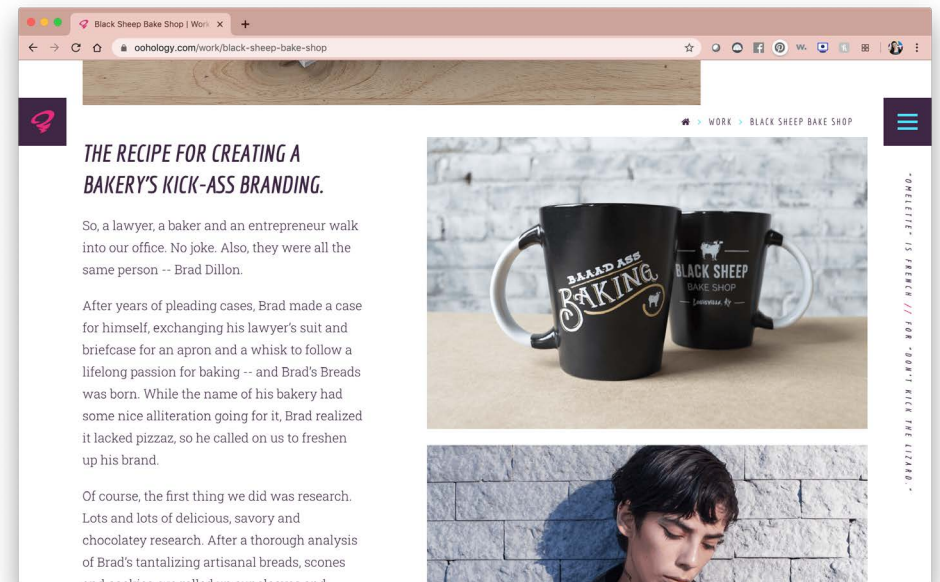 Black Sheep Bake Shop | Work
oohology.com/work/black-sheep-bake-shop
WORK > BLACK SHEEP BAKE SHOP
THE RECIPE FOR CREATING A
BAKERY'S KICK-ASS BRANDING.
So, a lawyer, a baker and an entrepreneur walk
into our office. No joke. Also, they were all the
same person -- Brad Dillon.
After years of pleading cases, Brad made a case
for himself, exchanging his lawyer's suit and
briefcase for an apron and a whisk to follow a
lifelong passion for baking -- and Brad's Breads
was born. While the name of his bakery had
some nice alliteration going for it, Brad realized
it lacked pizzaz, so he called on us to freshen
up his brand.
Of course, the first thing we did was research.
Lots and lots of delicious, savory and
chocolatey research. After a thorough analysis
of Brad's tantalizing artisanal breads, scones
BAAAD ASS
BAKING
BLACK SHEEP
BAKE SHOP
Louisville, Ky
"OMELETTE" IS FRENCH // FOR "DON'T KICK THE LIZARD."